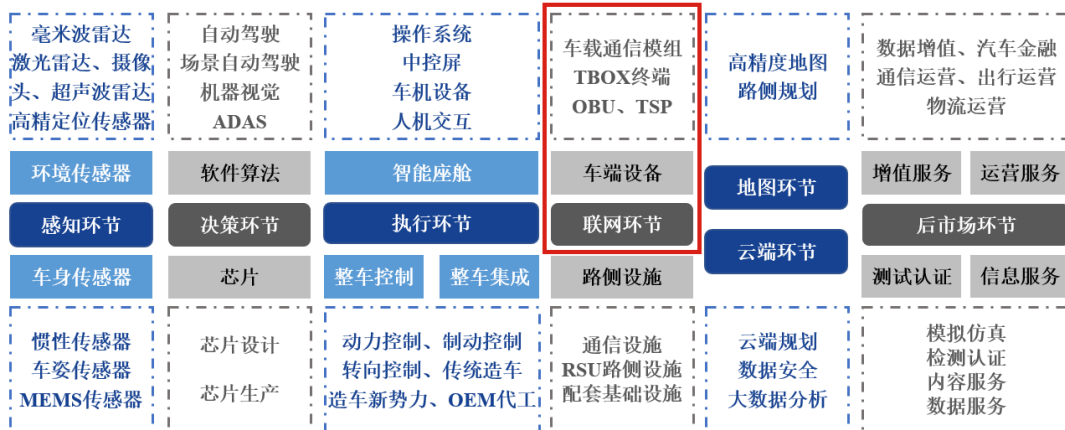 毫米波雷达
激光雷达、摄像
头、超声波雷达
高精定位传感器
自动驾驶
场景自动驾驶
机器视觉
ADAS
操作系统
中控屏
车机设备
人机交互
车载通信模组
TBOX终端
OBU、TSP
高精度地图
路侧规划
数据增值、汽车金融
通信运营、出行运营
物流运营
环境传感器
软件算法
智能座舱
车端设备
地图环节
增值服务
运营服务
感知环节
决策环节
执行环节
联网环节
云端环节
后市场环节
车身传感器
芯片
整车控制
整车集成
路侧设施
测试认证
信息服务
惯性传感器
车姿传感器
MEMS传感器
芯片设计
芯片生产
动力控制、制动控制
转向控制、传统造车
造车新势力、OEM代工
通信设施
RSU路侧设施
配套基础设施
云端规划
数据安全
大数据分析
模拟仿真
检测认证
内容服务
数据服务